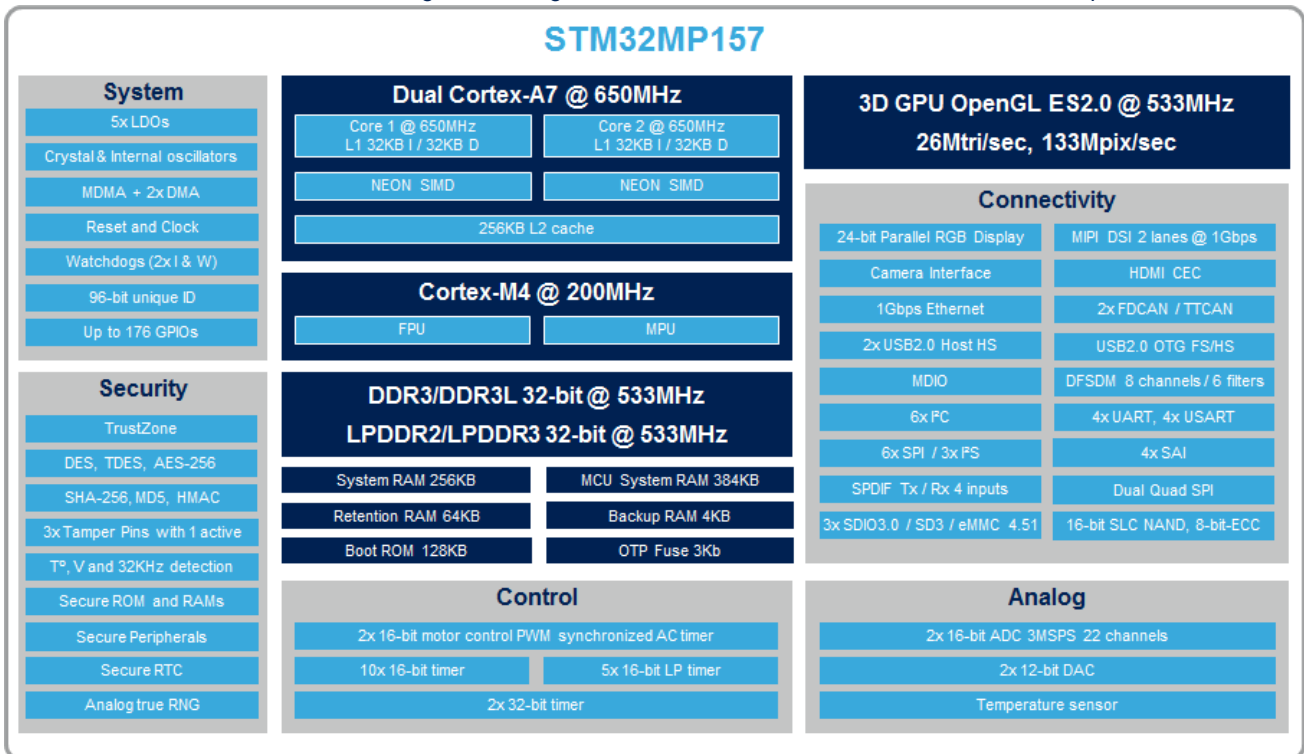 STM32MP157
System
5x LDOs
Crystal & Internal oscillators
MDMA + 2x DMA
Reset and Clock
Watchdogs (2x I & W)
96-bit unique ID
Up to 176 GPIOs
Security
TrustZone
DES, TDES, AES-256
SHA-256, MD5, HMAC
3x Tamper Pins with 1 active
Tº, V and 32KHz detection
Secure ROM and RAMs
Secure Peripherals
Secure RTC
Analog true RNG
Dual Cortex-A7 @ 650MHz
Core 1 @ 650MHz
L1 32KB I / 32KB D
Core 2 @ 650MHz
L1 32KB I / 32KB D
NEON SIMD
NEON SIMD
256KB L2 cache
Cortex-M4 @ 200MHz
FPU
MPU
DDR3/DDR3L 32-bit @ 533MHz
LPDDR2/LPDDR3 32-bit @ 533MHz
System RAM 256KB
MCU System RAM 384KB
Retention RAM 64KB
Backup RAM 4KB
Boot ROM 128KB
OTP Fuse 3Kb
Control
2x 16-bit motor control PWM synchronized AC timer
10x 16-bit timer
5x 16-bit LP timer
2x 32-bit timer
3D GPU OpenGL ES2.0 @ 533MHz
26Mtri/sec, 133Mpix/sec
Connectivity
24-bit Parallel RGB Display
MIPI DSI 2 lanes @ 1Gbps
Camera Interface
HDMI CEC
1Gbps Ethernet
2x FDCAN / TTCAN
2x USB2.0 Host HS
USB2.0 OTG FS/HS
MDIO
DFSDM 8 channels / 6 filters
6x I²C
4x UART, 4x USART
6x SPI / 3x I²S
4x SAI
SPDIF Tx / Rx 4 inputs
Dual Quad SPI
3x SDIO3.0 / SD3 / eMMC 4.51
16-bit SLC NAND, 8-bit-ECC
Analog
2x 16-bit ADC 3MSPS 22 channels
2x 12-bit DAC
Temperature sensor